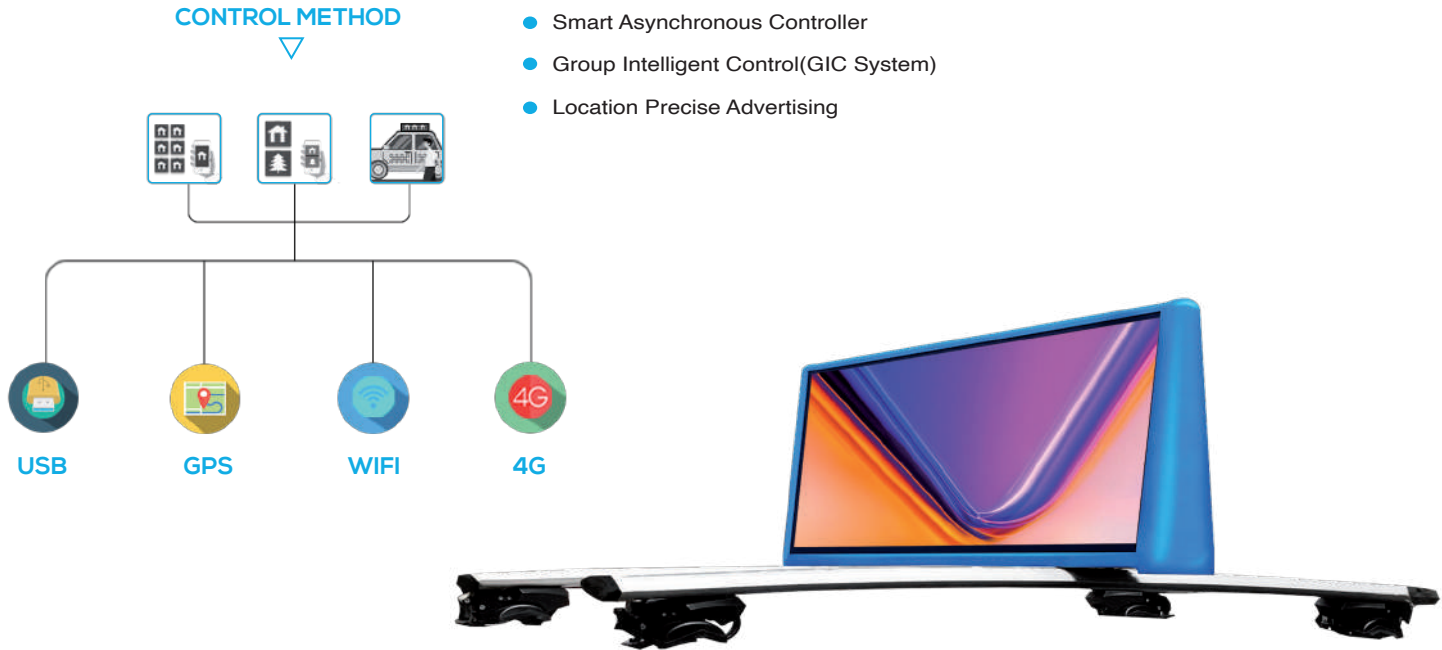 CONTROL METHOD
Smart Asynchronous Controller
Group Intelligent Control(GIC System)
Location Precise Advertising
4G
USB
GPS
WIFI
4G